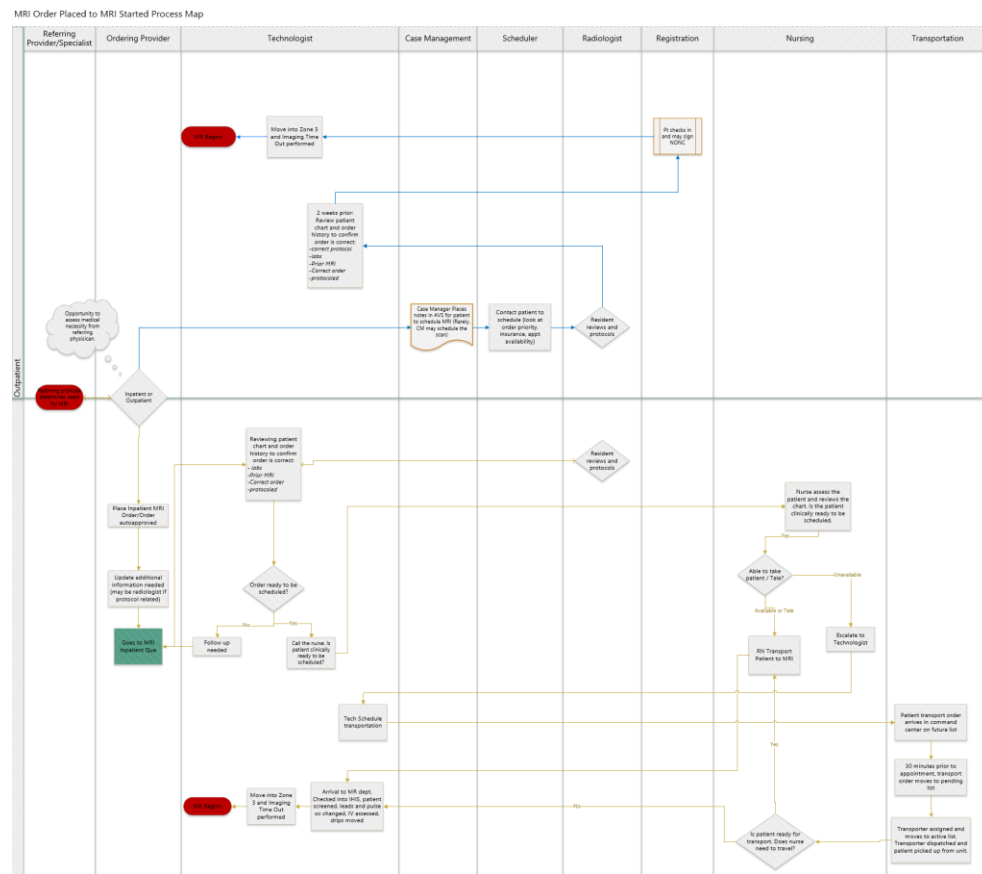 MRI Order Placed to MRI Started Process Map
Referring
Provider/Specialist
Ordering Provider
Technologist
Case Management
Scheduler
Radiologist
Registration
Nursing
Transportation
Outpatient
MR Begins
Move into Zone 3
and Imaging Time
Out performed
Pt checks in
and may sign
NONC
2 weeks prior:
Review patient
chart and order
history to confirm
order is correct:
-correct protocol,
-labs
-Prior MRI
-Correct order
-protocoled
Opportunity to
assess medical
necessity from
referring
physician.
Case Manager Places
notes in AVS for patient
to schedule MRI (Rarely,
CM may schedule the
scan)
Contact patient to
schedule (look at
order priority,
insurance, appt
availability)
Resident
reviews and
protocols
Referring provider
Inpatient or
Outpatient
Reviewing patient
chart and order
history to confirm
order is correct:
- labs
-Prior MRI
-Correct order
-protocoled
Resident
reviews and
protocols
Nurse assess the
patient and reviews the
chart. Is the patient
clinically ready to be
scheduled.
Yes
Place Inpatient MRI
Order/Order
autoapproved
Able to take
patient / Tele?
Unavailable
Update additional
information needed
(may be radiologist if
protocol related)
Order ready to be
scheduled?
Available or Tele
No
Yes
Goes to MRI
Inpatient Que
Follow up
needed
Call the nurse. Is
patient clinically
ready to be
scheduled?
Escalate to
Technologist
RN Transport
Patient to MRI
Tech Schedule
transportation
Patient transport order
arrives in command
center on future list
Yes
30 minutes prior to
appointment, transport
order moves to pending
list
Arrival to MR dept.
Checked into IHIS, patient
screened, leads and pulse
ox changed, IV assessed,
drips moved
Move into Zone
3 and Imaging
Time Out
performed
MR Begins
No
Is patient ready for
transport. Does nurse
need to travel?
Transporter assigned and
moves to active list.
Transporter dispatched and
patient picked up from unit.